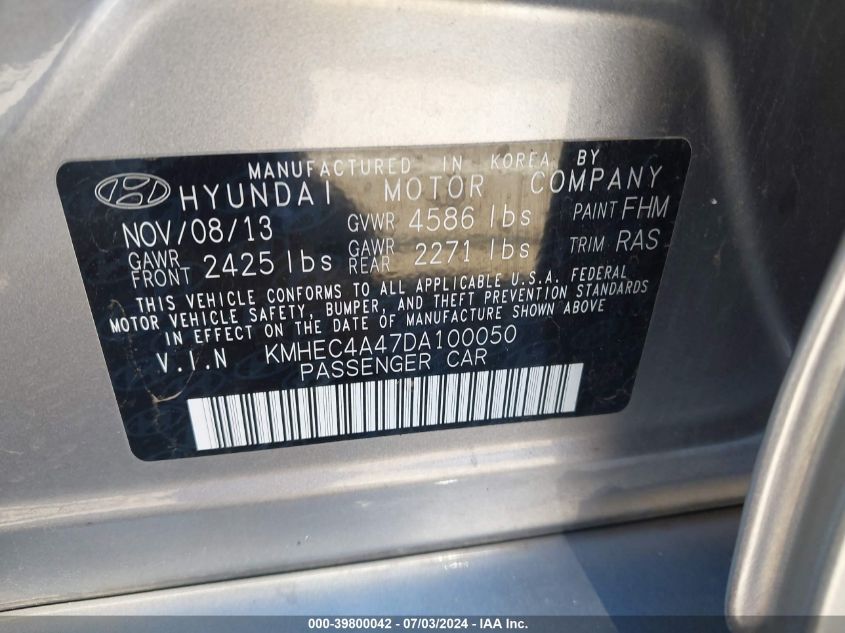 MANUFACTURED IN KOREA BY
HYUNDAI MOTOR COMPANY
NOV/08/13 GVWR 4586 lbs PAINT FHM
GAWR FRONT 2425 lbs GAWR REAR 2271 lbs TRIM RAS
THIS VEHICLE CONFORMS TO ALL APPLICABLE U.S.A. FEDERAL
MOTOR VEHICLE SAFETY, BUMPER, AND THEFT PREVENTION STANDARDS
IN EFFECT ON THE DATE OF MANUFACTURE SHOWN ABOVE
V.I.N KMHEC4A47DA100050
PASSENGER CAR
000-39800042 - 07/03/2024 - IAA Inc.